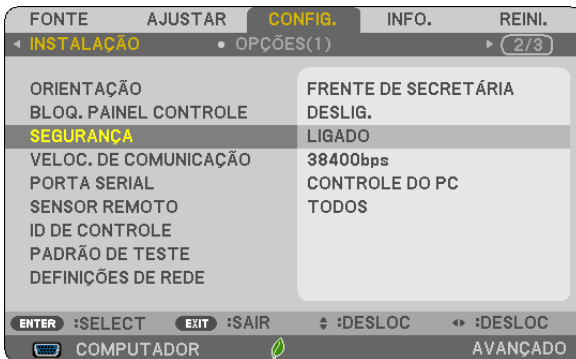 FONTE AJUSTAR CONFIG. INFO. REINI.
INSTALAÇÃO • OPÇÕES(1) 2/3
ORIENTAÇÃO FRENTE DE SECRETÁRIA
BLOQ. PAINEL CONTROLE DESLIG.
SEGURANÇA LIGADO
VELOC. DE COMUNICAÇÃO 38400bps
PORTA SERIAL CONTROLE DO PC
SENSOR REMOTO TODOS
ID DE CONTROLE
PADRÃO DE TESTE
DEFINIÇÕES DE REDE
ENTER :SELECT EXIT :SAIR :DESLOC :DESLOC
COMPUTADOR AVANÇADO